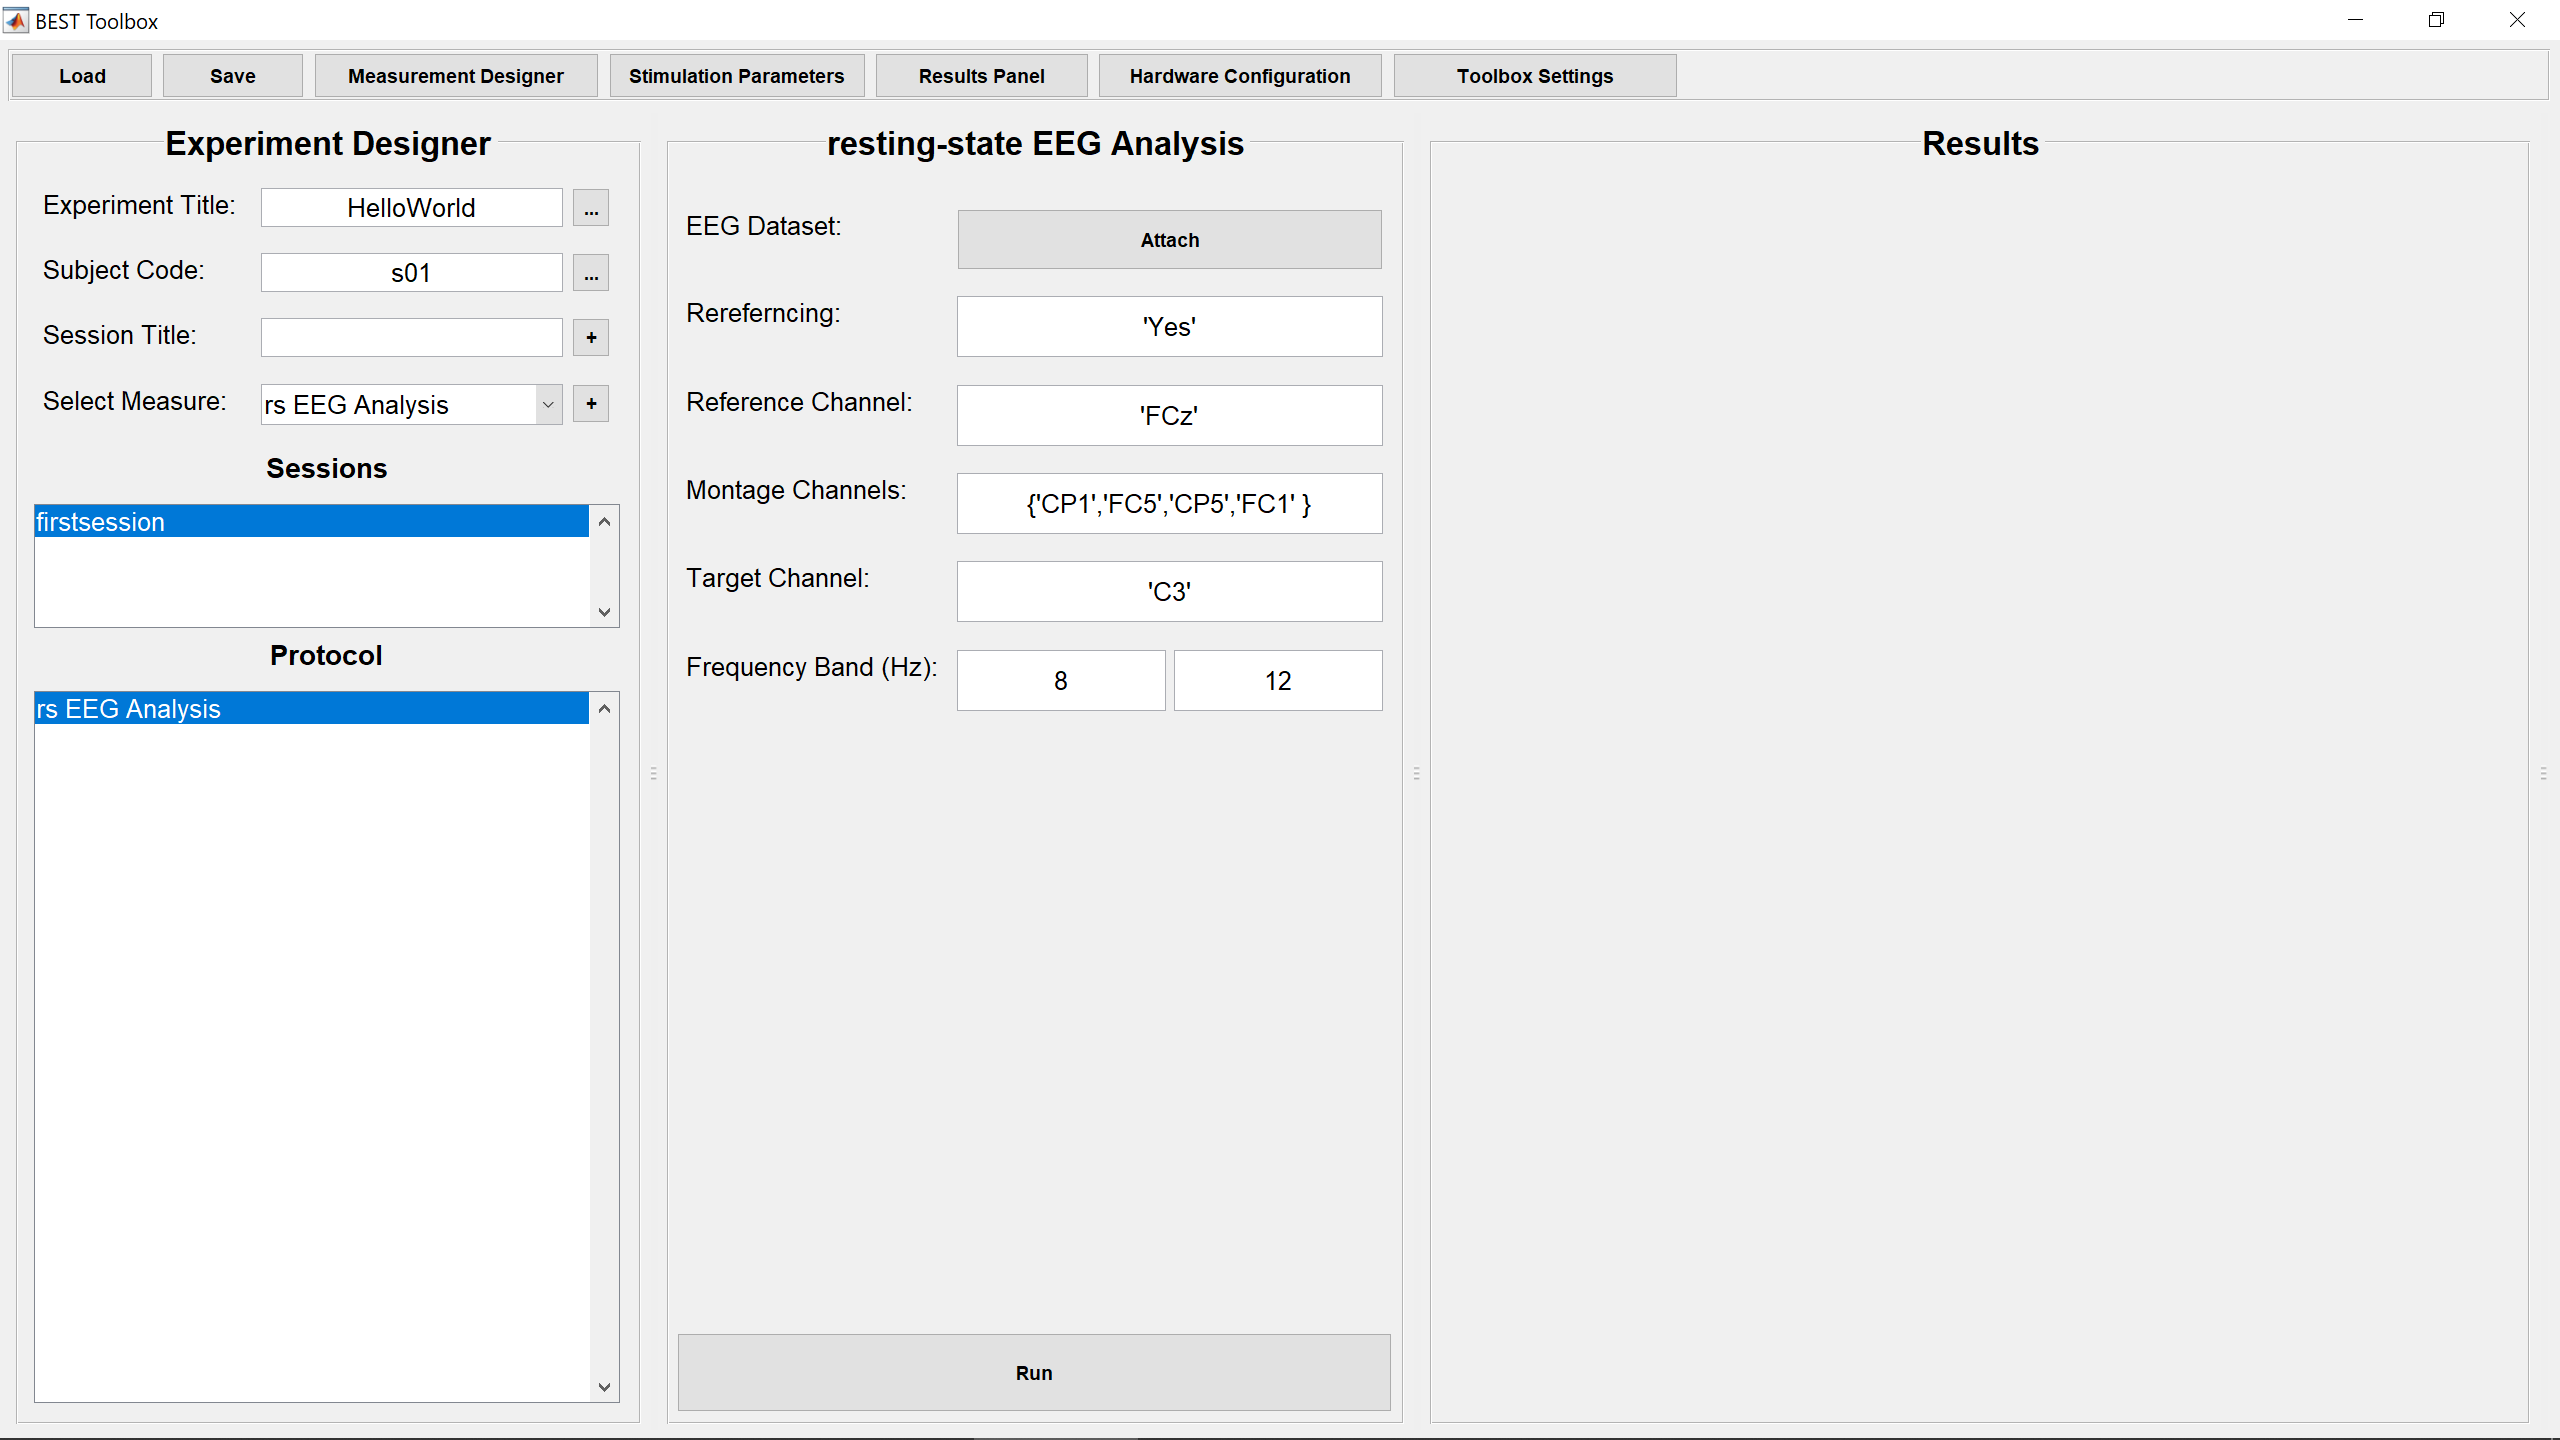 BEST Toolbox
Load Save Measurement Designer Stimulation Parameters Results Panel Hardware Configuration Toolbox Settings
Experiment Designer
Experiment Title: HelloWorld ...
Subject Code: s01 ...
Session Title: +
Select Measure: rs EEG Analysis +
Sessions
firstsession
Protocol
rs EEG Analysis
resting-state EEG Analysis
EEG Dataset: Attach
Rereferncing: 'Yes'
Reference Channel: 'FCz'
Montage Channels: {'CP1','FC5','CP5','FC1' }
Target Channel: 'C3'
Frequency Band (Hz): 8 12
Run
Results